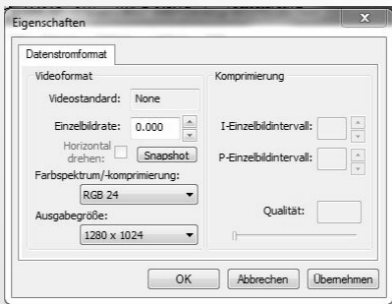 Eigenschaften
X
Datenstromformat
Videoformat
Videostandard: None
Einzelbildrate: 0.000
Horizontal
drehen: Snapshot
Farbspektrum/-komprimierung:
RGB 24
Ausgabegröße:
1280 x 1024
Komprimierung
I-Einzelbildintervall:
P-Einzelbildintervall:
Qualität:
OK Abbrechen Übernehmen